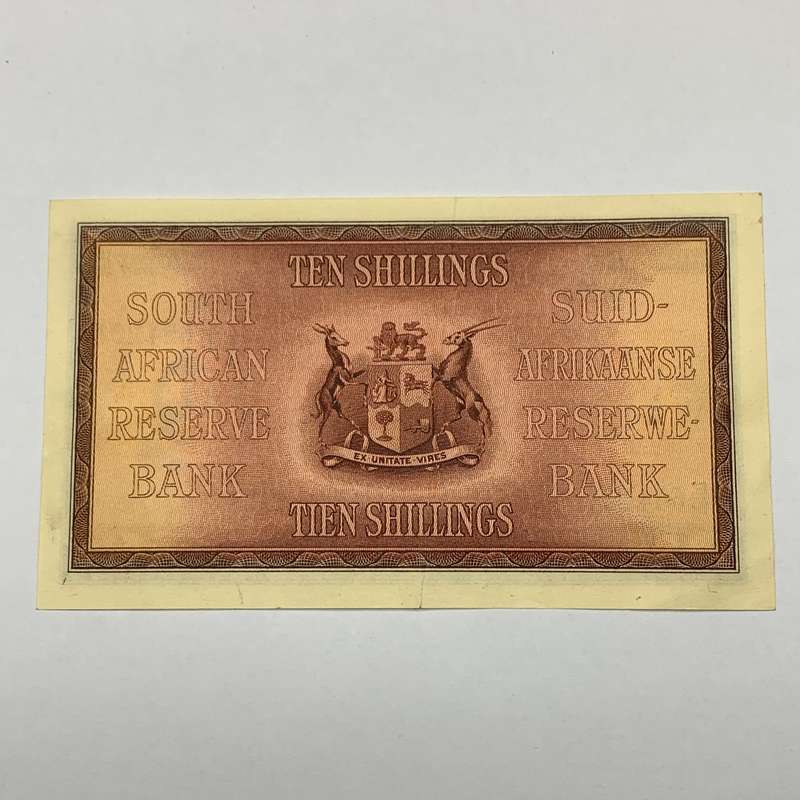 TEN SHILLINGS
SOUTH
AFRICAN
RESERVE
BANK
SUID-
AFRIKAANSE
RESERWE-
BANK
EX UNITATE VIRES
TIEN SHILLINGS